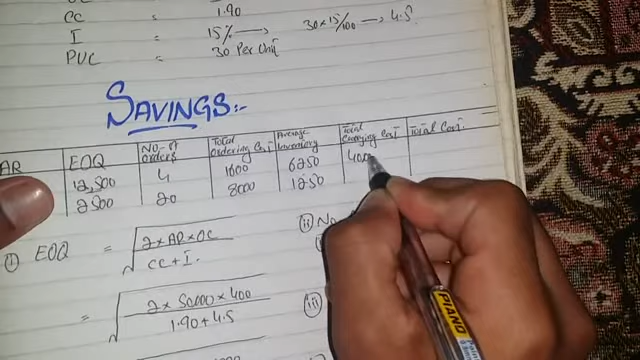 CC = 1.90
I = 15% → 30 x 15/100 → 4.5
PUC = 30 Per Unit
SAVINGS:-
AR EOQ No- of orders Total ordering Cost Average Inventory Total Carrying Cost Total Cost.
12,500 4 1600 6250 4000
2500 20 8000 1250
(i) EOQ = √ 2 x AR x OC / CC + I. (ii) No
= √ 2 x 50000 x 400 / 1.90 + 4.5 (iii)
PIANO